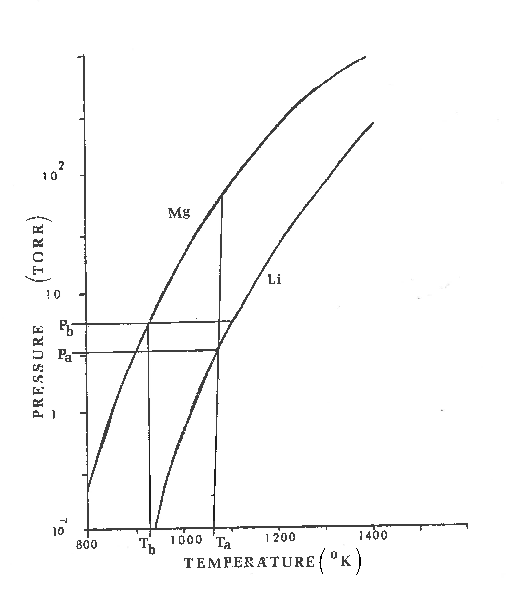 Mg
10²
(TORR)
Li
10
Pb
Pa
PRESSURE
1
10⁻¹
800
Tb
1000
Ta
1200
1400
TEMPERATURE (°K)